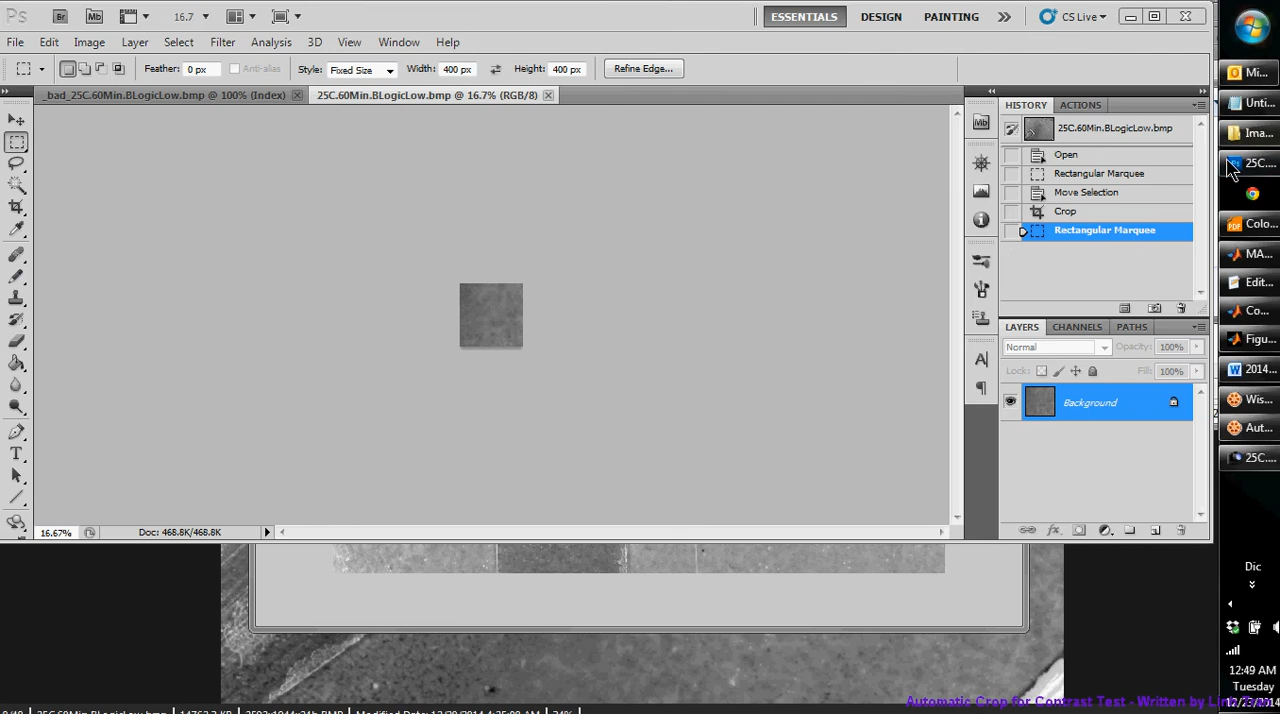 Ps Br Mb 16.7 ESSENTIALS DESIGN PAINTING CS Live
File Edit Image Layer Select Filter Analysis 3D View Window Help
Feather: 0 px Anti-alias Style: Fixed Size Width: 400 px Height: 400 px Refine Edge...
_bad_25C.60Min.BLogicLow.bmp @ 100% (Index) 25C.60Min.BLogicLow.bmp @ 16.7% (RGB/8)
HISTORY ACTIONS
25C.60Min.BLogicLow.bmp
Open
Rectangular Marquee
Move Selection
Crop
Rectangular Marquee
LAYERS CHANNELS PATHS
Normal Opacity: 100%
Lock: Fill: 100%
Background
16.67% Doc: 468.8K/468.8K
Mi...
Unti...
Ima...
25C....
Colo...
MA...
Edit...
Co...
Figu...
2014...
Wis...
Aut...
25C....
Dic
12:49 AM
Tuesday
Automatic Crop for Contrast Test - Written by